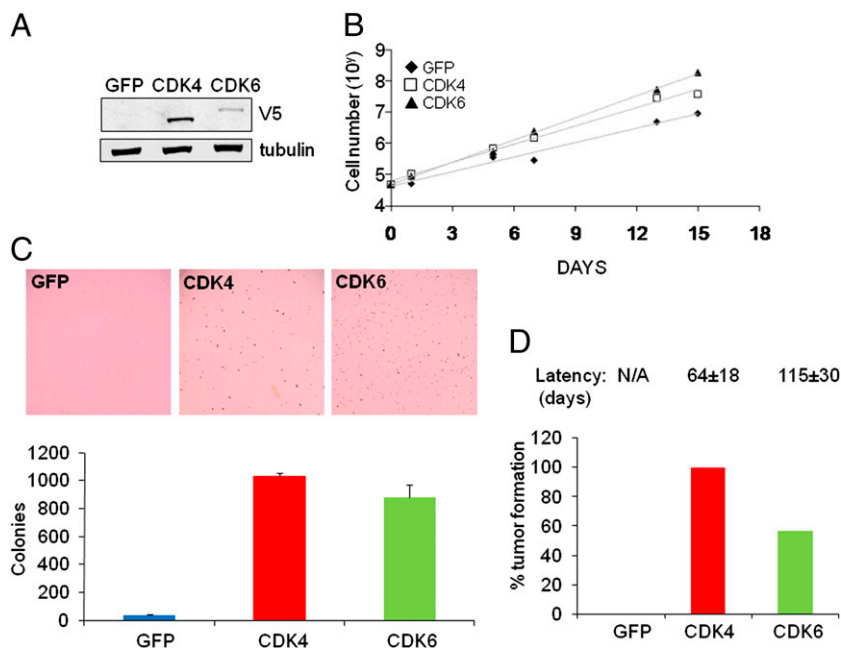 A
GFP CDK4 CDK6
V5
tubulin
B
Cell number (10ʸ)
9
8
7
6
5
4
GFP
CDK4
CDK6
0 3 6 9 12 15 18
DAYS
C
GFP CDK4 CDK6
Colonies
1200
1000
800
600
400
200
0
GFP CDK4 CDK6
D
Latency: N/A 64±18 115±30
(days)
% tumor formation
120
100
80
60
40
20
0
GFP CDK4 CDK6